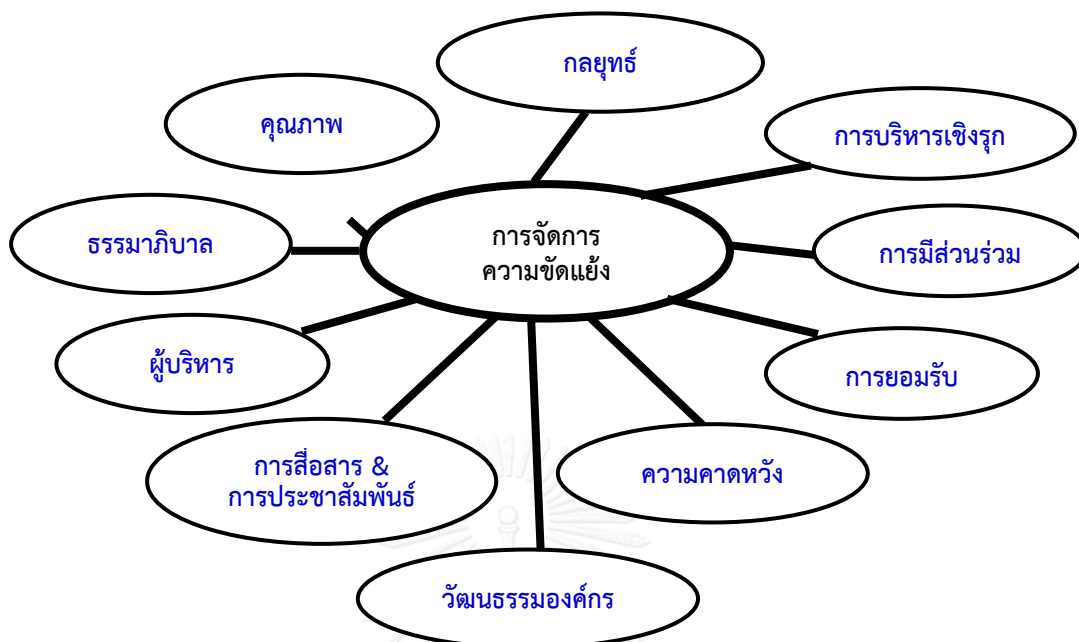 กลยุทธ์
คุณภาพ
การบริหารเชิงรุก
ธรรมาภิบาล
การจัดการ
ความขัดแย้ง
การมีส่วนร่วม
ผู้บริหาร
การยอมรับ
การสื่อสาร &
การประชาสัมพันธ์
ความคาดหวัง
วัฒนธรรมองค์กร